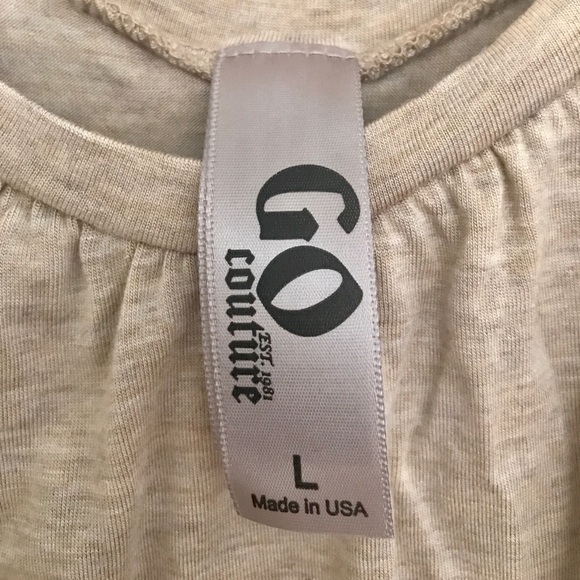 GO
couture
EST. 1981
L
Made in USA